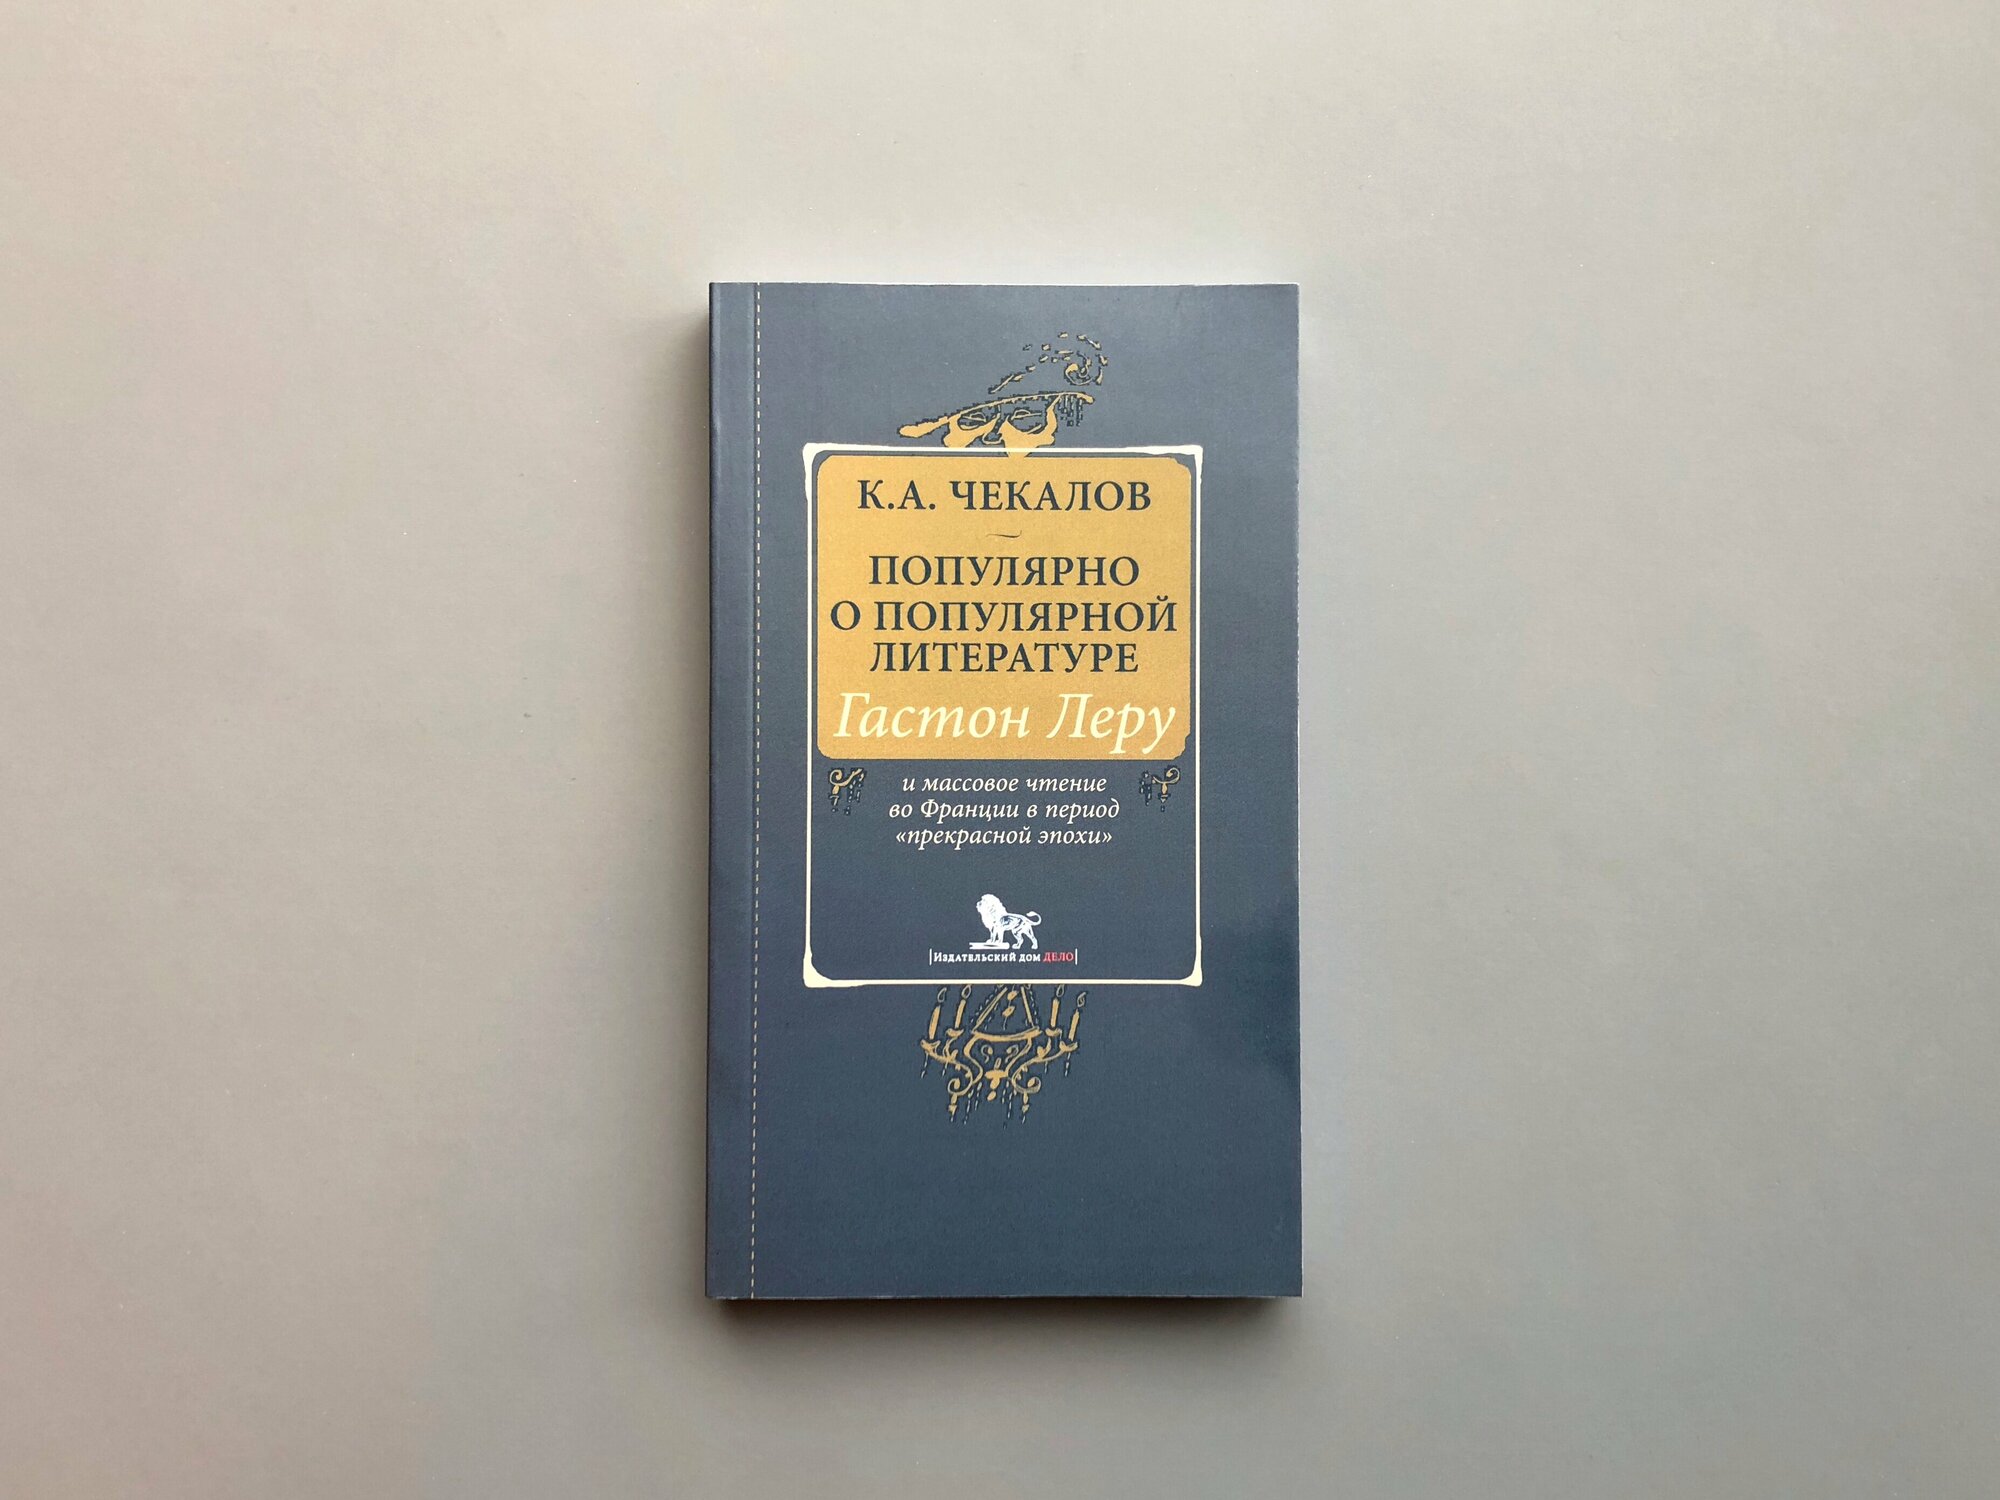 К.А. ЧЕКАЛОВ
ПОПУЛЯРНО
О ПОПУЛЯРНОЙ
ЛИТЕРАТУРЕ
Гастон Леру
и массовое чтение
во Франции в период
«прекрасной эпохи»
Издательский дом ДЕЛО